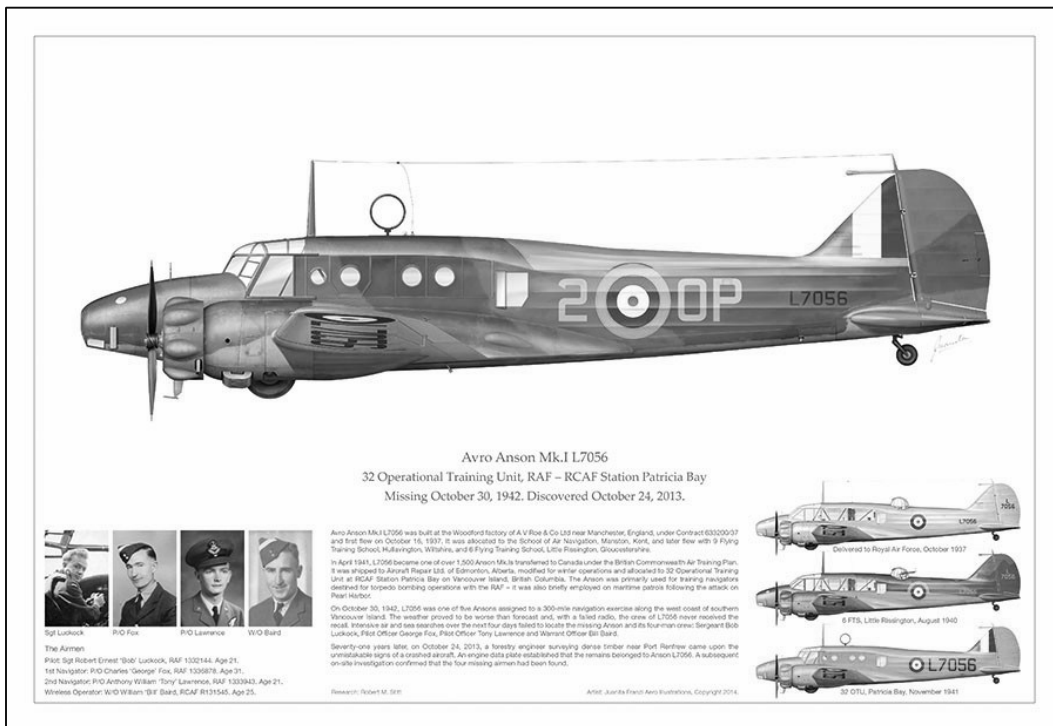 2 OP
L7056
Avro Anson Mk.I L7056
32 Operational Training Unit, RAF – RCAF Station Patricia Bay
Missing October 30, 1942. Discovered October 24, 2013.
Sgt Luckock
P/O Fox
P/O Lawrence
W/O Baird
The Airmen
Pilot: Sgt Robert Ernest 'Bob' Luckock, RAF 1332144. Age 21.
1st Navigator: P/O Charles 'George' Fox, RAF 1335878. Age 31.
2nd Navigator: P/O Anthony William 'Tony' Lawrence, RAF 1333943. Age 21.
Wireless Operator: W/O William 'Bill' Baird, RCAF R131545. Age 25.
Avro Anson Mk.I L7056 was built at the Woodford factory of A V Roe & Co Ltd near Manchester, England, under Contract 633200/37
and first flew on October 16, 1937. It was allocated to the School of Air Navigation, Manston, Kent, and later flew with 9 Flying
Training School, Hullavington, Wiltshire, and 6 Flying Training School, Little Rissington, Gloucestershire.
In April 1941, L7056 became one of over 1,500 Anson Mk.Is transferred to Canada under the British Commonwealth Air Training Plan.
It was shipped to Aircraft Repair Ltd. of Edmonton, Alberta, modified for winter operations and allocated to 32 Operational Training
Unit at RCAF Station Patricia Bay on Vancouver Island, British Columbia. The Anson was primarily used for training navigators
destined for torpedo bombing operations with the RAF – it was also briefly employed on maritime patrols following the attack on
Pearl Harbor.
On October 30, 1942, L7056 was one of five Ansons assigned to a 300-mile navigation exercise along the west coast of southern
Vancouver Island. The weather proved to be worse than forecast and, with a failed radio, the crew of L7056 never received the
recall. Intensive air and sea searches over the next four days failed to locate the missing Anson and its four-man crew: Sergeant Bob
Luckock, Pilot Officer George Fox, Pilot Officer Tony Lawrence and Warrant Officer Bill Baird.
Seventy-one years later, on October 24, 2013, a forestry engineer surveying dense timber near Port Renfrew came upon the
unmistakable signs of a crashed aircraft. An engine data plate established that the remains belonged to Anson L7056. A subsequent
on-site investigation confirmed that the four missing airmen had been found.
Research: Robert M. Stitt
Artist: Juanita Franzi Aero Illustrations, Copyright 2014.
7056
L7056
Delivered to Royal Air Force, October 1937
7056
L7056
6 FTS, Little Rissington, August 1940
L7056
32 OTU, Patricia Bay, November 1941